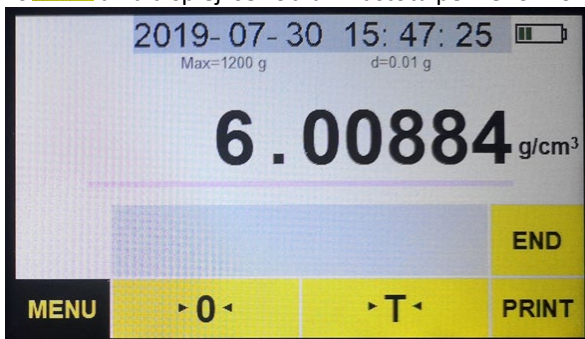 2019-07-30 15:47:25
Max=1200 g d=0.01 g
6.00884 g/cm³
END
MENU ►0◄ ►T◄ PRINT